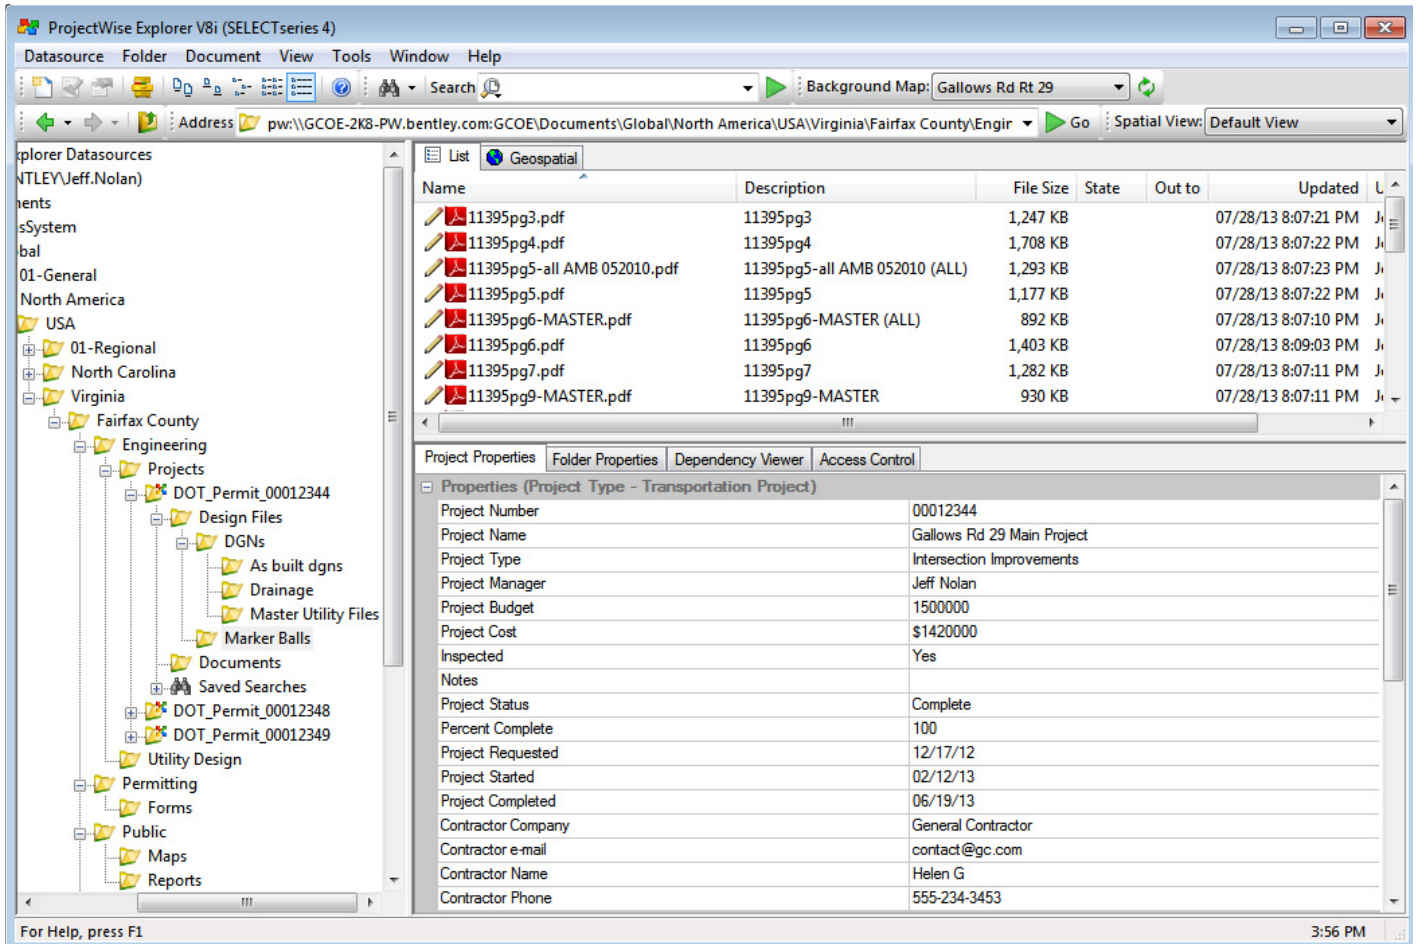 ProjectWise Explorer V8i (SELECTseries 4)
Datasource Folder Document View Tools Window Help
Search Background Map: Gallows Rd Rt 29
Address pw:\\GCOE-2K8-PW.bentley.com:GCOE\Documents\Global\North America\USA\Virginia\Fairfax County\Engir Go Spatial View: Default View
xplorer Datasources
NTLEY\Jeff.Nolan)
nents
sSystem
bal
01-General
North America
USA
01-Regional
North Carolina
Virginia
Fairfax County
Engineering
Projects
DOT_Permit_00012344
Design Files
DGNs
As built dgns
Drainage
Master Utility Files
Marker Balls
Documents
Saved Searches
DOT_Permit_00012348
DOT_Permit_00012349
Utility Design
Permitting
Forms
Public
Maps
Reports
List Geospatial
Name Description File Size State Out to Updated
11395pg3.pdf 11395pg3 1,247 KB 07/28/13 8:07:21 PM
11395pg4.pdf 11395pg4 1,708 KB 07/28/13 8:07:22 PM
11395pg5-all AMB 052010.pdf 11395pg5-all AMB 052010 (ALL) 1,293 KB 07/28/13 8:07:23 PM
11395pg5.pdf 11395pg5 1,177 KB 07/28/13 8:07:22 PM
11395pg6-MASTER.pdf 11395pg6-MASTER (ALL) 892 KB 07/28/13 8:07:10 PM
11395pg6.pdf 11395pg6 1,403 KB 07/28/13 8:09:03 PM
11395pg7.pdf 11395pg7 1,282 KB 07/28/13 8:07:11 PM
11395pg9-MASTER.pdf 11395pg9-MASTER 930 KB 07/28/13 8:07:11 PM
Project Properties Folder Properties Dependency Viewer Access Control
Properties (Project Type - Transportation Project)
Project Number 00012344
Project Name Gallows Rd 29 Main Project
Project Type Intersection Improvements
Project Manager Jeff Nolan
Project Budget 1500000
Project Cost $1420000
Inspected Yes
Notes
Project Status Complete
Percent Complete 100
Project Requested 12/17/12
Project Started 02/12/13
Project Completed 06/19/13
Contractor Company General Contractor
Contractor e-mail contact@gc.com
Contractor Name Helen G
Contractor Phone 555-234-3453
For Help, press F1 3:56 PM